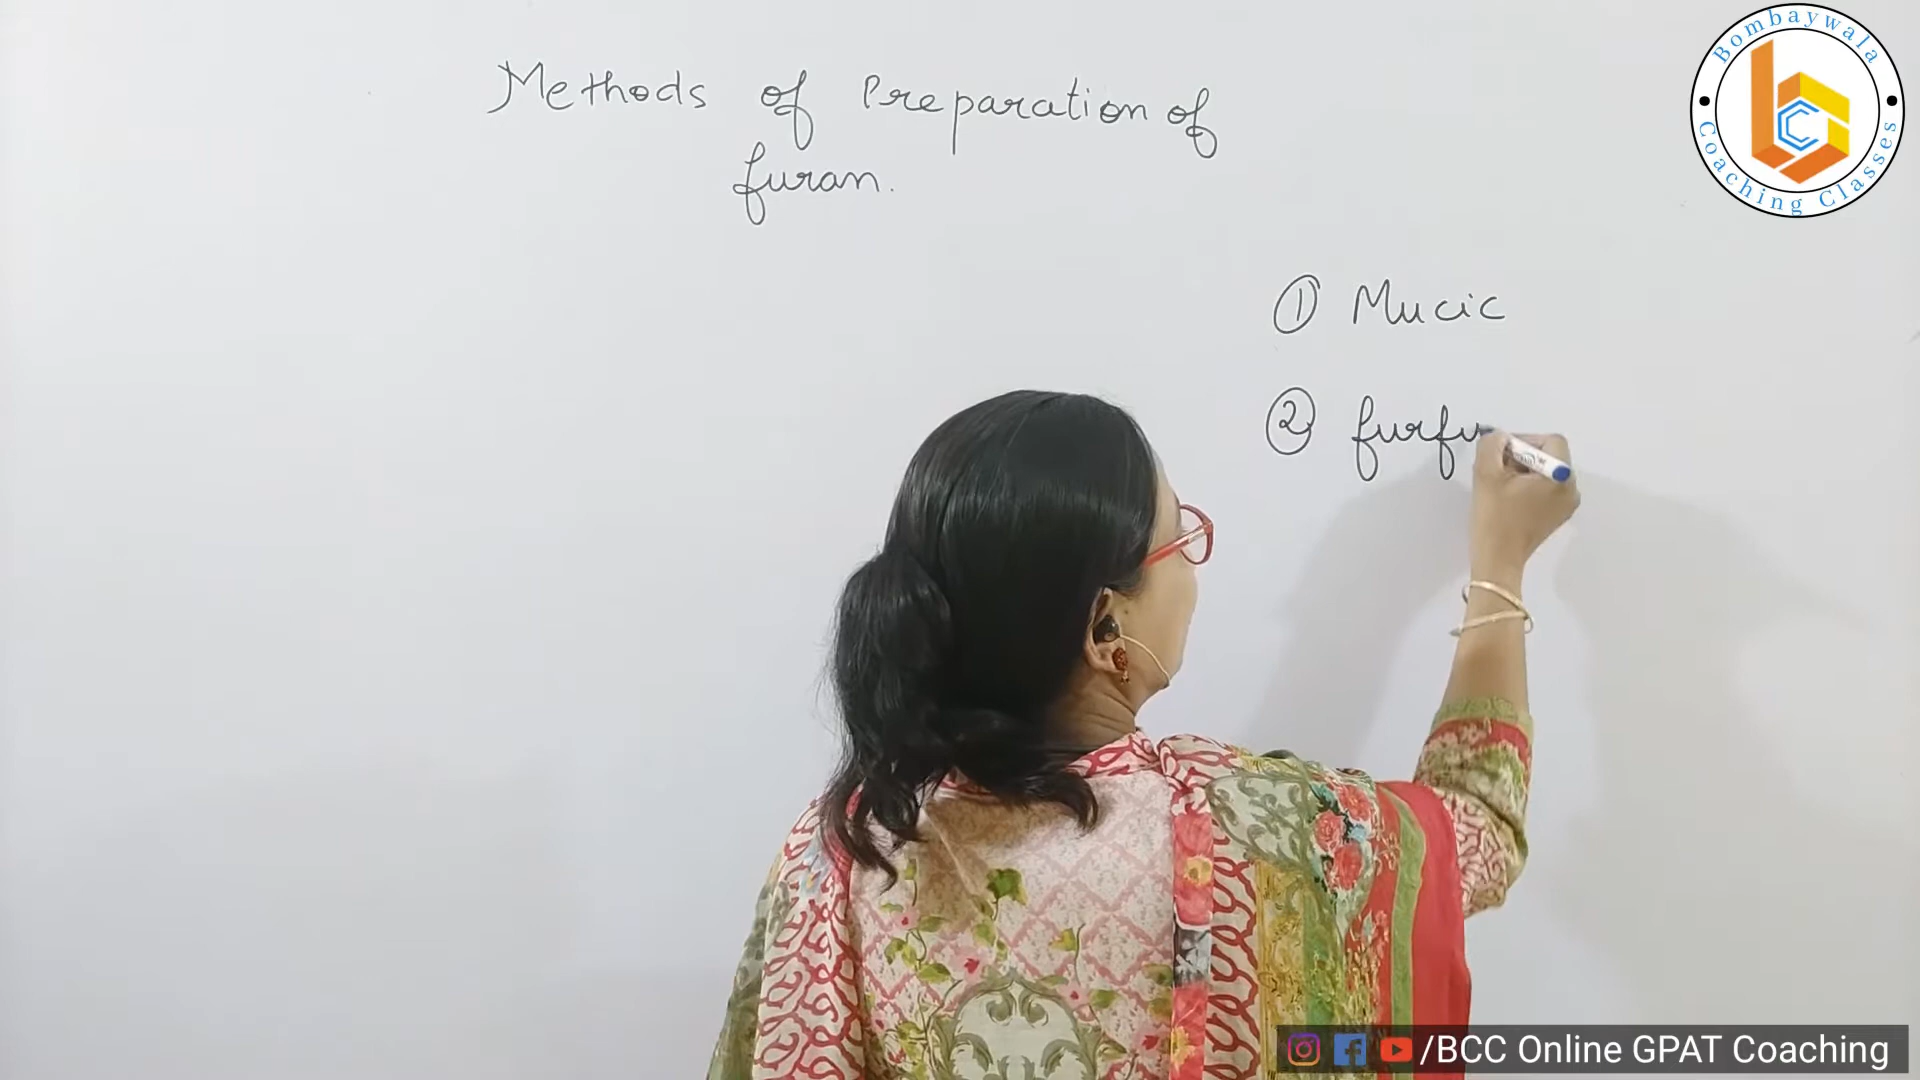 Methods of Preparation of
furan.
① Mucic
② furfu
Bombaywala
Coaching Classes
/BCC Online GPAT Coaching